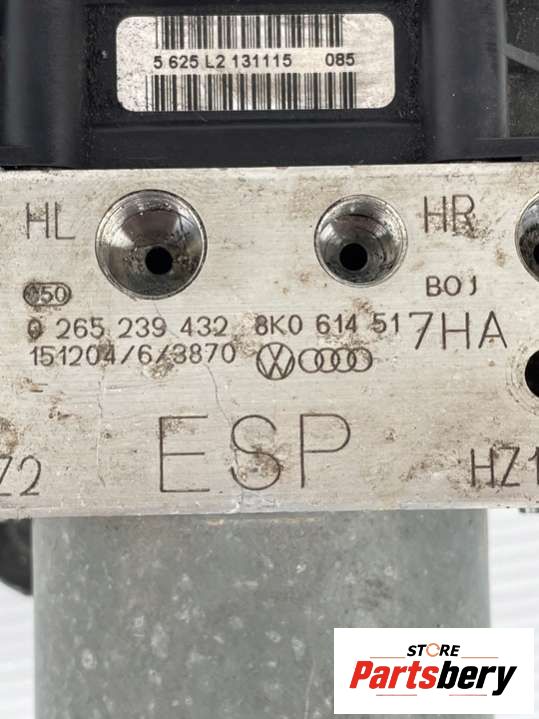 5 625 L2 131115 085
HL HR
650 BOJ
0 265 239 432 8K0 614 517HA
151204/6/3870
Z2 ESP HZ1
STORE
Partsbery